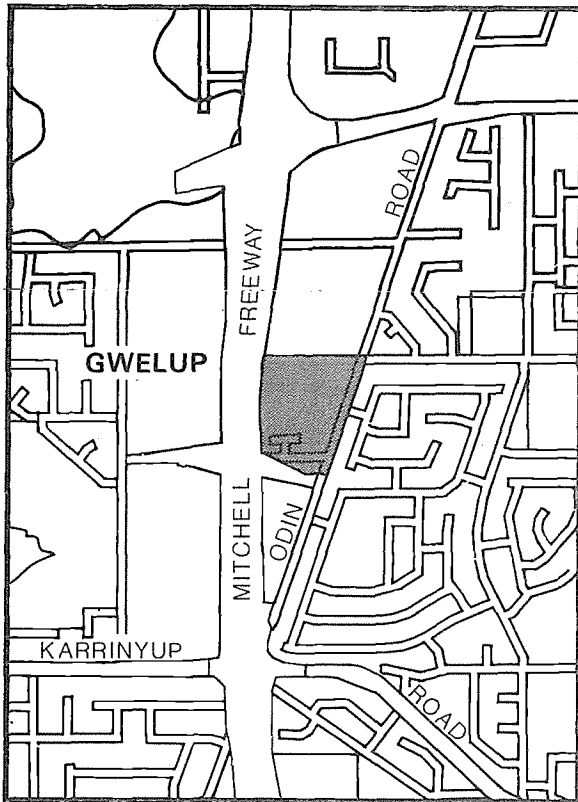 ROAD
FREEWAY
GWELUP
MITCHELL
ODIN
KARRINYUP
ROAD